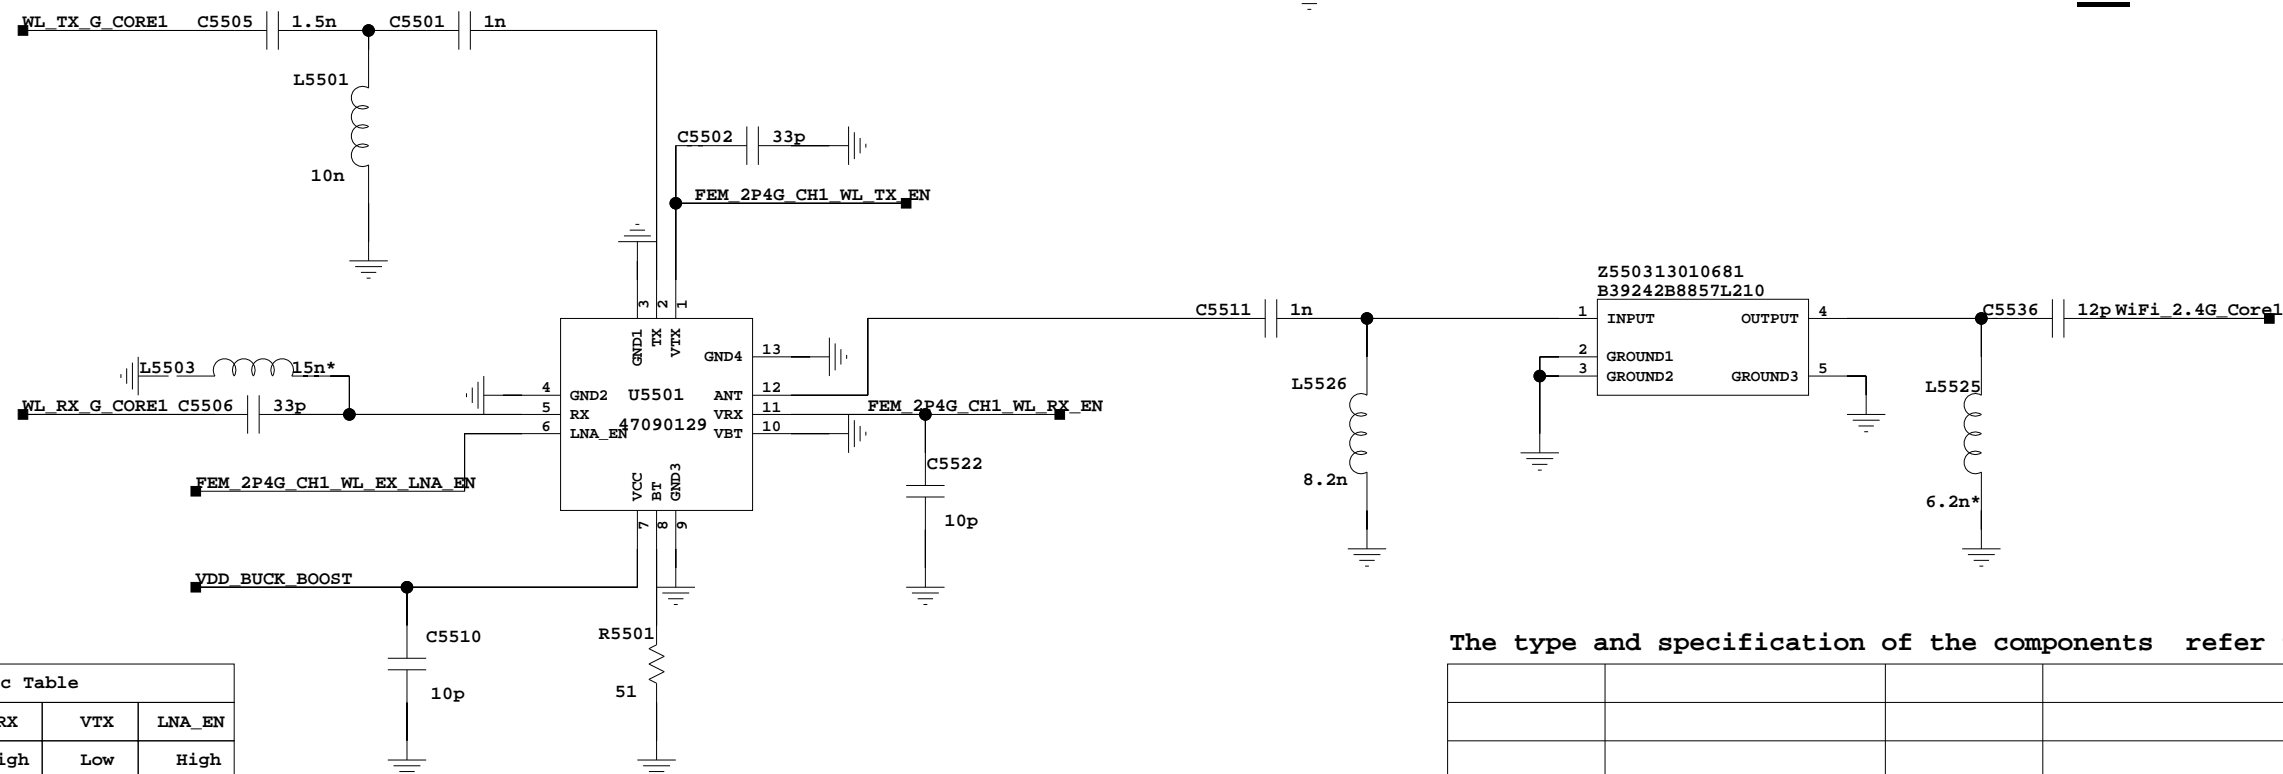 WL_TX_G_CORE1 C5505 1.5n C5501 1n
L5501
10n
C5502 33p
FEM_2P4G_CH1_WL_TX_EN
Z550313010681
B39242B8857L210
C5511 1n
1 INPUT OUTPUT 4
C5536 12p WiFi_2.4G_Core1
2 GROUND1
3 GROUND2 GROUND3 5
L5526
8.2n
L5525
6.2n*
3 2 1
GND1 TX VTX
GND4 13
L5503 15n*
4 GND2 U5501 ANT 12
WL_RX_G_CORE1 C5506 33p
5 RX VRX 11
FEM_2P4G_CH1_WL_RX_EN
6 LNA_EN 47090129 VBT 10
FEM_2P4G_CH1_WL_EX_LNA_EN
C5522
10p
VCC BT GND3
7 8 9
VDD_BUCK_BOOST
C5510
10p
R5501
51
The type and specification of the components refer
c Table
RX VTX LNA_EN
igh Low High